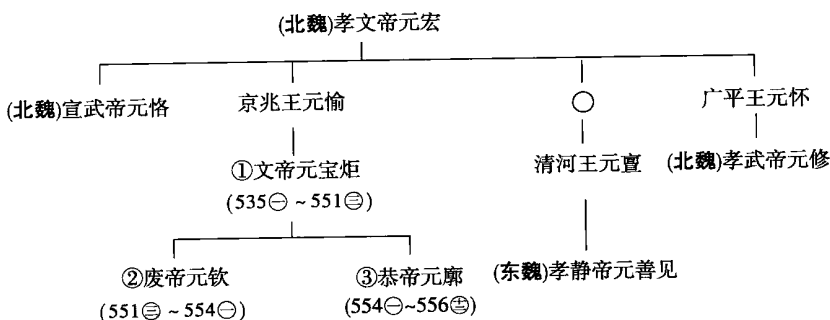 (北魏)孝文帝元宏
(北魏)宣武帝元恪 京兆王元愉 ○ 广平王元怀
①文帝元宝炬 清河王元亶 (北魏)孝武帝元修
(535㊀~551㊂)
②废帝元钦 ③恭帝元廓 (东魏)孝静帝元善见
(551㊂~554㊀) (554㊀~556㊉㊁)